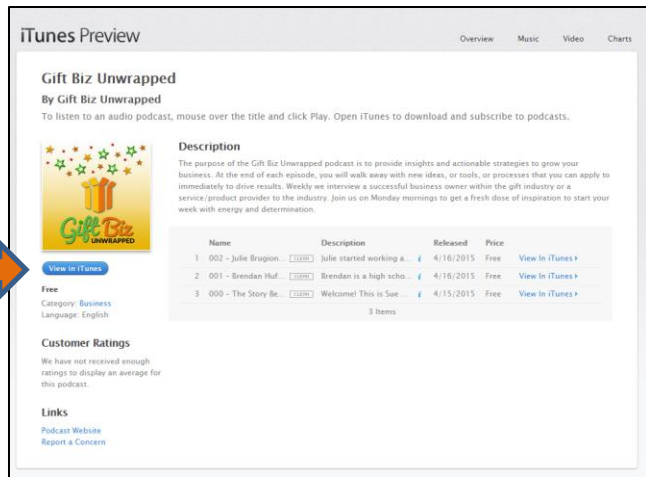 iTunes Preview
Overview Music Video Charts
Gift Biz Unwrapped
By Gift Biz Unwrapped
To listen to an audio podcast, mouse over the title and click Play. Open iTunes to download and subscribe to podcasts.
Gift Biz
UNWRAPPED
View in iTunes
Free
Category: Business
Language: English
Customer Ratings
We have not received enough
ratings to display an average for
this podcast.
Links
Podcast Website
Report a Concern
Description
The purpose of the Gift Biz Unwrapped podcast is to provide insights and actionable strategies to grow your
business. At the end of each episode, you will walk away with new ideas, or tools, or processes that you can apply to
immediately to drive results. Weekly we interview a successful business owner within the gift industry or a
service/product provider to the industry. Join us on Monday mornings to get a fresh dose of inspiration to start your
week with energy and determination.
Name Description Released Price
1 002 – Julie Brugion... CLEAN Julie started working a... i 4/16/2015 Free View In iTunes
2 001 – Brendan Huf... CLEAN Brendan is a high scho... i 4/16/2015 Free View In iTunes
3 000 – The Story Be... CLEAN Welcome! This is Sue ... i 4/15/2015 Free View In iTunes
3 Items